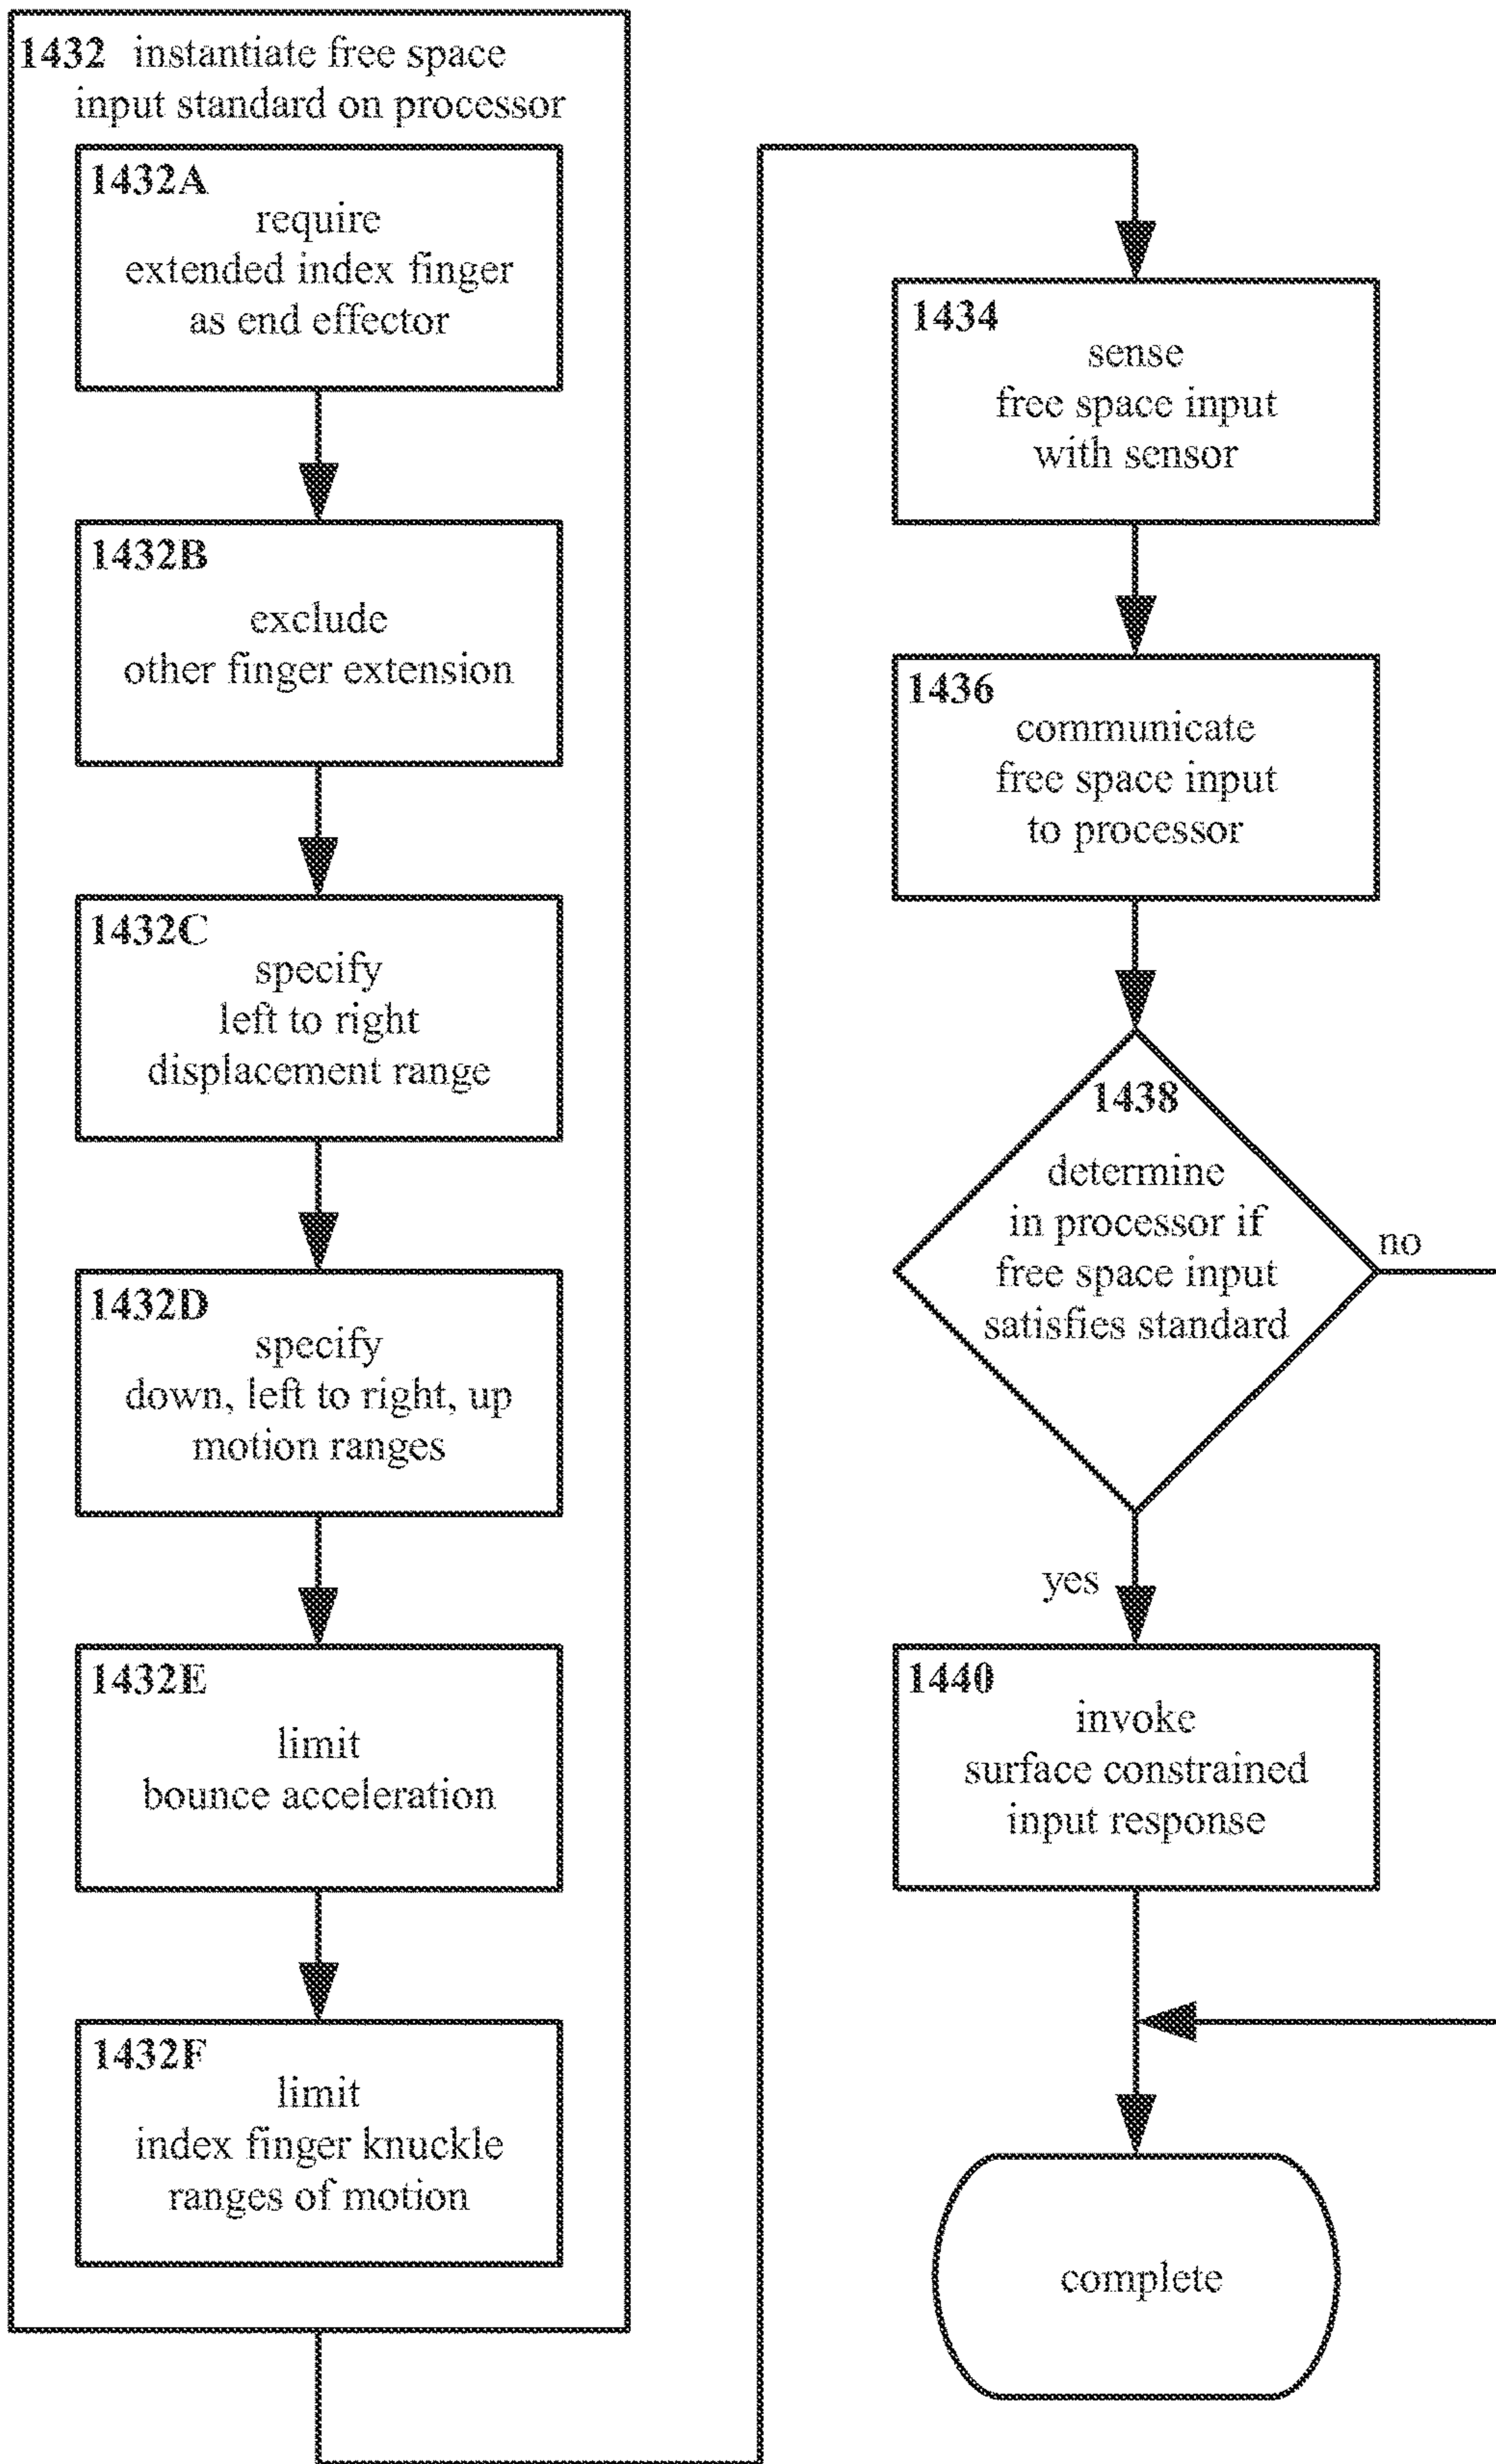 1432 instantiate free space
input standard on processor
1432A
require
extended index finger
as end effector
1432B
exclude
other finger extension
1432C
specify
left to right
displacement range
1432D
specify
down, left to right, up
motion ranges
1432E
limit
bounce acceleration
1432F
limit
index finger knuckle
ranges of motion
1434
sense
free space input
with sensor
1436
communicate
free space input
to processor
1438
determine
in processor if
free space input
satisfies standard
no
yes
1440
invoke
surface constrained
input response
complete